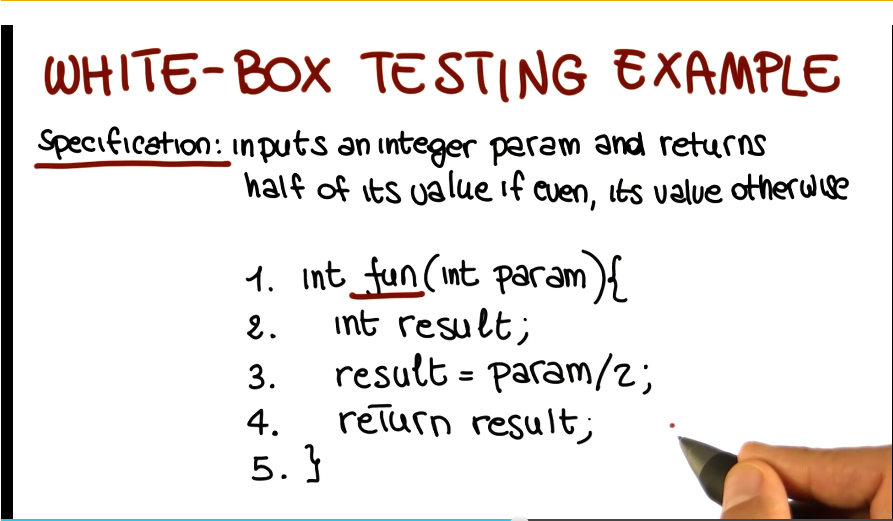 WHITE-BOX TESTING EXAMPLE
Specification: inputs an integer param and returns
half of its value if even, its value otherwise
1. int fun(int param){
2. int result;
3. result = param/2;
4. return result;
5. }